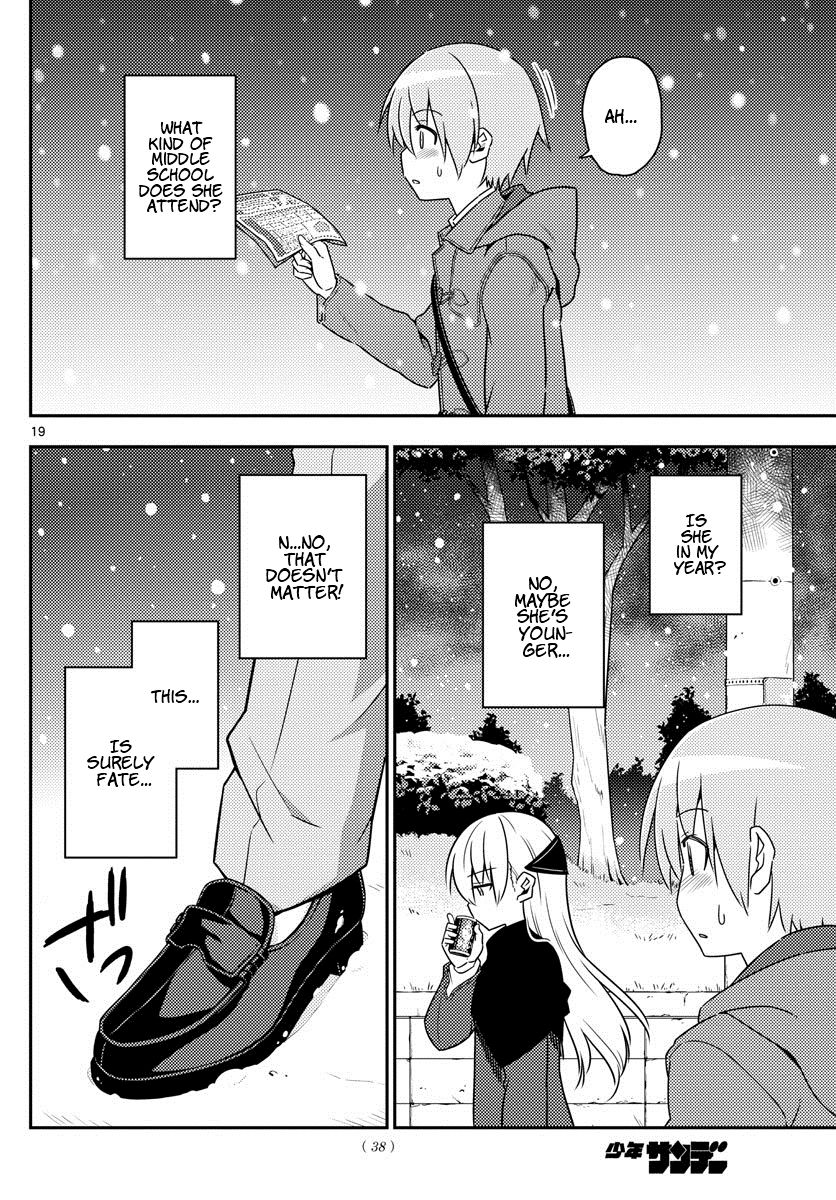 AH...
WHAT
KIND OF
MIDDLE
SCHOOL
DOES SHE
ATTEND?
19
IS
SHE
IN MY
YEAR?
NO,
MAYBE
SHE'S
YOUN-
GER...
N...NO,
THAT
DOESN'T
MATTER!
THIS...
IS
SURELY
FATE...
ザッ
( 38 )
少年サンデー